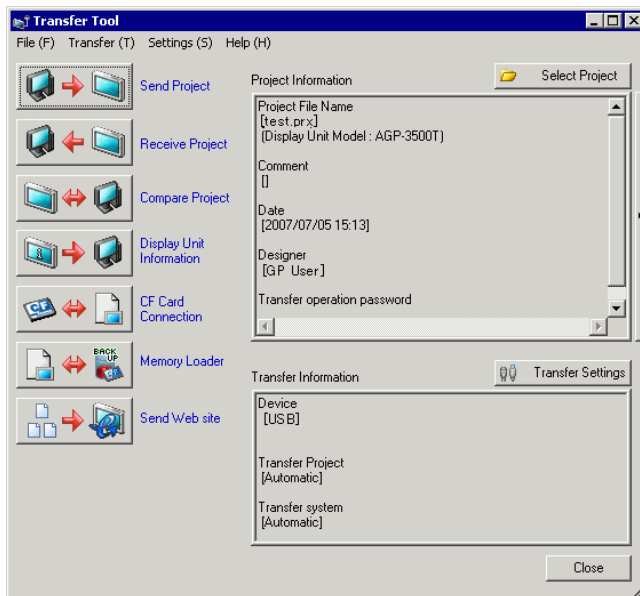 Transfer Tool
File (F) Transfer (T) Settings (S) Help (H)
Send Project
Receive Project
Compare Project
Display Unit
Information
CF
CF Card
Connection
BACK
UP
Memory Loader
Send Web site
Project Information
Select Project
Project File Name
[test.prx]
(Display Unit Model : AGP-3500T)
Comment
[]
Date
[2007/07/05 15:13]
Designer
[GP User]
Transfer operation password
Transfer Information
Transfer Settings
Device
[USB]
Transfer Project
[Automatic]
Transfer system
[Automatic]
Close